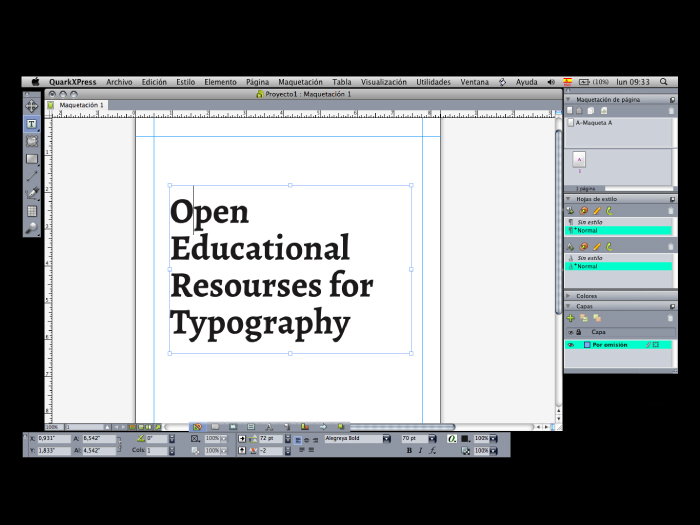 QuarkXPress Archivo Edición Estilo Elemento Página Maquetación Tabla Visualización Utilidades Ventana Ayuda (10%) lun 09:33
Proyecto1 : Maquetación 1
Maquetación 1
Open
Educational
Resourses for
Typography
Maquetación de página
A-Maqueta A
A
1
1 página
Hojas de estilo
Sin estilo
Normal
Sin estilo
Normal
Colores
Capas
Capa
Por omisión
100%
X: 0,931" A: 6,542" 0° 100% 72 pt Alegreya Bold 70 pt 100%
Y: 1,833" Al: 4,542" Cols: 1 100% -2 B I 100%